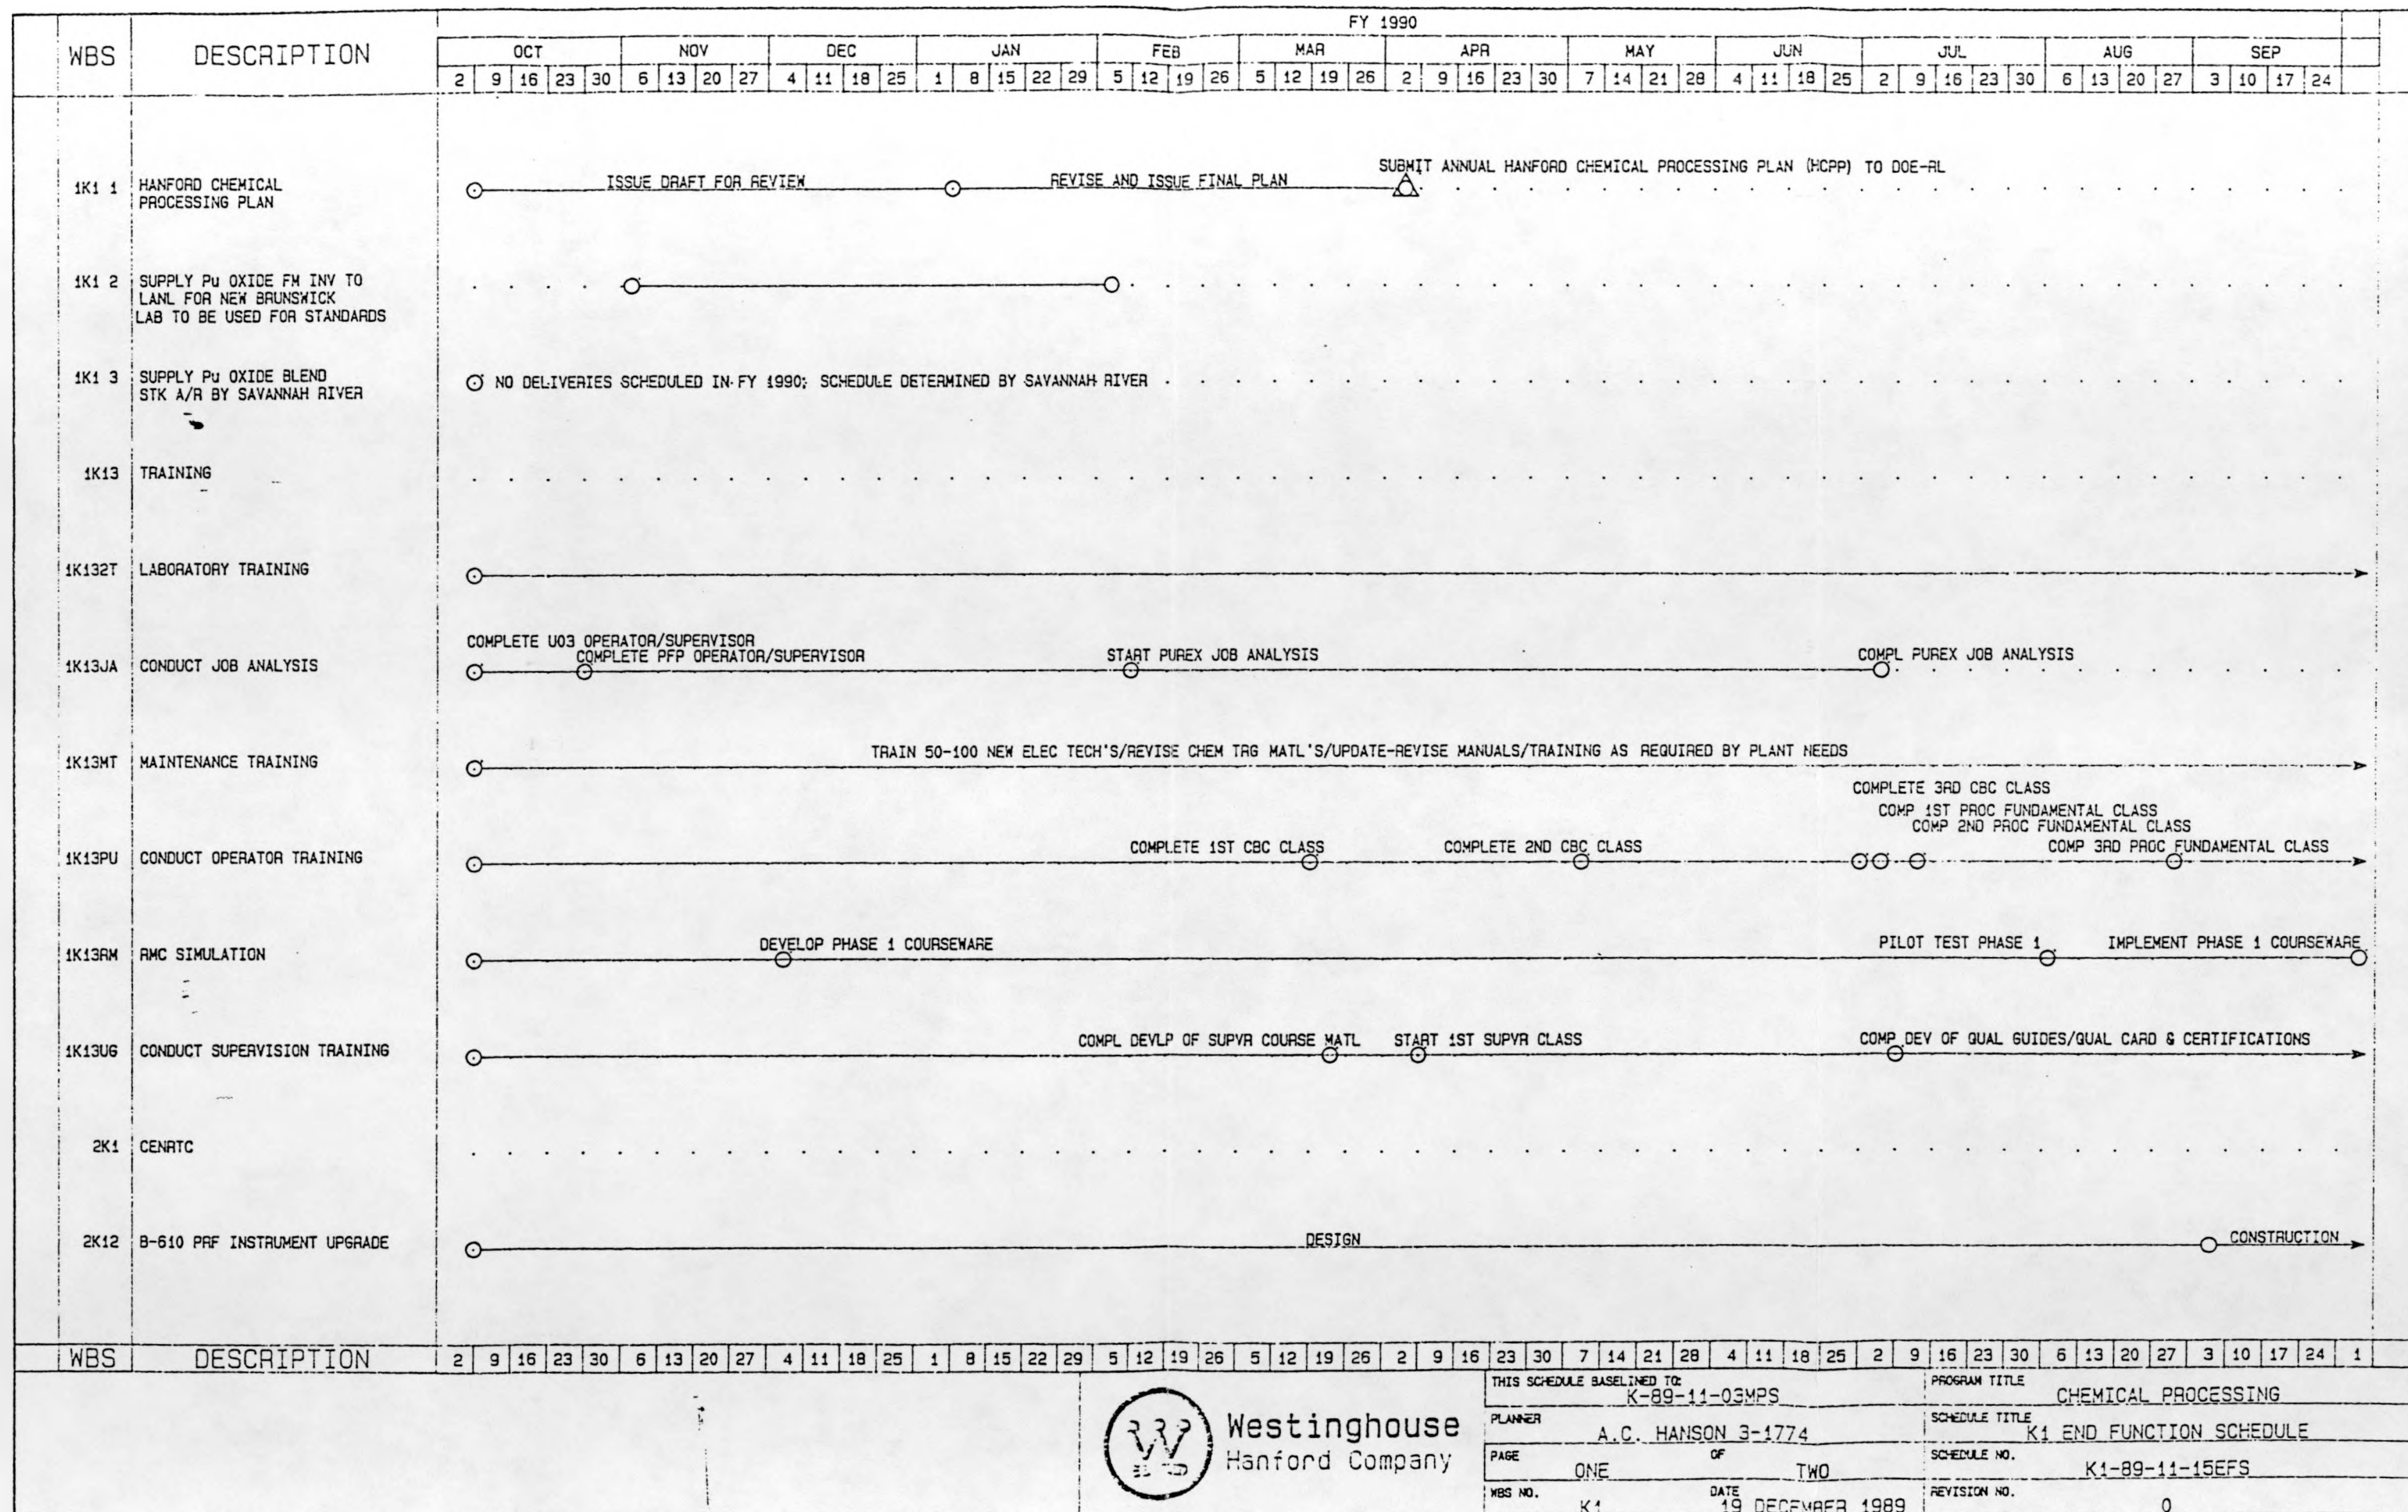 FY 1990
WBS DESCRIPTION OCT NOV DEC JAN FEB MAR APR MAY JUN JUL AUG SEP
2 9 16 23 30 6 13 20 27 4 11 18 25 1 8 15 22 29 5 12 19 26 5 12 19 26 2 9 16 23 30 7 14 21 28 4 11 18 25 2 9 16 23 30 6 13 20 27 3 10 17 24
SUBMIT ANNUAL HANFORD CHEMICAL PROCESSING PLAN (HCPP) TO DOE-RL
1K1 1 HANFORD CHEMICAL ISSUE DRAFT FOR REVIEW REVISE AND ISSUE FINAL PLAN
PROCESSING PLAN
1K1 2 SUPPLY Pu OXIDE FM INV TO
LANL FOR NEW BRUNSWICK
LAB TO BE USED FOR STANDARDS
1K1 3 SUPPLY Pu OXIDE BLEND NO DELIVERIES SCHEDULED IN FY 1990; SCHEDULE DETERMINED BY SAVANNAH RIVER
STK A/R BY SAVANNAH RIVER
1K13 TRAINING
1K132T LABORATORY TRAINING
COMPLETE UO3 OPERATOR/SUPERVISOR
COMPLETE PFP OPERATOR/SUPERVISOR START PUREX JOB ANALYSIS COMPL PUREX JOB ANALYSIS
1K13JA CONDUCT JOB ANALYSIS
TRAIN 50-100 NEW ELEC TECH'S/REVISE CHEM TRG MATL'S/UPDATE-REVISE MANUALS/TRAINING AS REQUIRED BY PLANT NEEDS
1K13MT MAINTENANCE TRAINING
COMPLETE 3RD CBC CLASS
COMP 1ST PROC FUNDAMENTAL CLASS
COMP 2ND PROC FUNDAMENTAL CLASS
COMPLETE 1ST CBC CLASS COMPLETE 2ND CBC CLASS COMP 3RD PROC FUNDAMENTAL CLASS
1K13PU CONDUCT OPERATOR TRAINING
DEVELOP PHASE 1 COURSEWARE PILOT TEST PHASE 1 IMPLEMENT PHASE 1 COURSEWARE
1K13RM RMC SIMULATION
COMPL DEVLP OF SUPVR COURSE MATL START 1ST SUPVR CLASS COMP DEV OF QUAL GUIDES/QUAL CARD & CERTIFICATIONS
1K13UG CONDUCT SUPERVISION TRAINING
2K1 CENRTC
2K12 B-610 PRF INSTRUMENT UPGRADE DESIGN CONSTRUCTION
WBS DESCRIPTION 2 9 16 23 30 6 13 20 27 4 11 18 25 1 8 15 22 29 5 12 19 26 5 12 19 26 2 9 16 23 30 7 14 21 28 4 11 18 25 2 9 16 23 30 6 13 20 27 3 10 17 24 1
W
Westinghouse
Hanford Company
THIS SCHEDULE BASELINED TO:
K-89-11-03MPS
PROGRAM TITLE
CHEMICAL PROCESSING
PLANNER
A.C. HANSON 3-1774
SCHEDULE TITLE
K1 END FUNCTION SCHEDULE
PAGE ONE OF TWO
SCHEDULE NO.
K1-89-11-15EFS
WBS NO.
K1
DATE
19 DECEMBER 1989
REVISION NO.
0